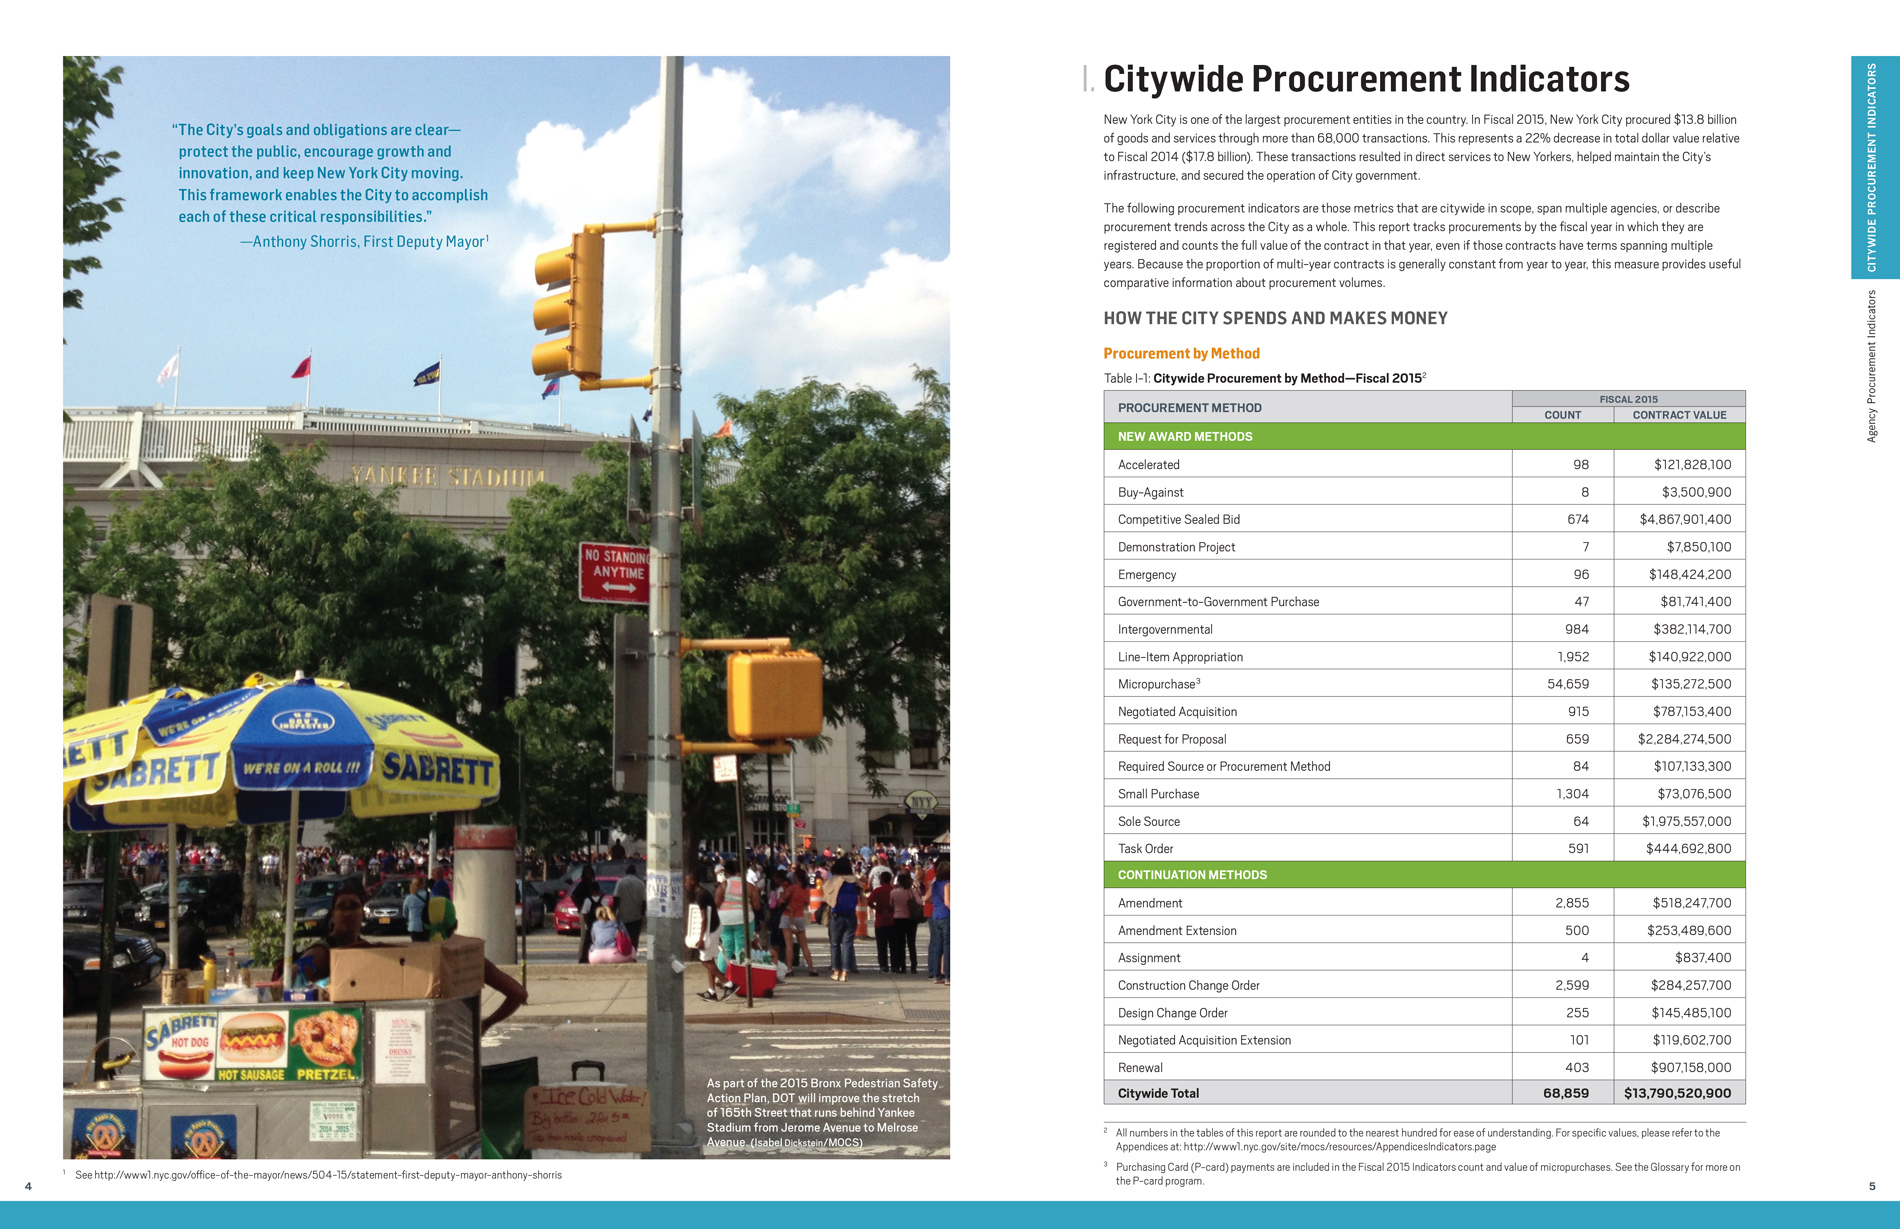 “The City’s goals and obligations are clear—
protect the public, encourage growth and
innovation, and keep New York City moving.
This framework enables the City to accomplish
each of these critical responsibilities.”
—Anthony Shorris, First Deputy Mayor1
YANKEE STADIUM
NO STANDING
ANYTIME
SABRETT
WE'RE ON A ROLL !!!
SABRETT
SABRETT
HOT DOG
HOT SAUSAGE
PRETZEL
Ice Cold Water!
As part of the 2015 Bronx Pedestrian Safety
Action Plan, DOT will improve the stretch
of 165th Street that runs behind Yankee
Stadium from Jerome Avenue to Melrose
Avenue. (Isabel Dickstein/MOCS)
1 See http://www1.nyc.gov/office-of-the-mayor/news/504-15/statement-first-deputy-mayor-anthony-shorris
4
I. Citywide Procurement Indicators
New York City is one of the largest procurement entities in the country. In Fiscal 2015, New York City procured $13.8 billion
of goods and services through more than 68,000 transactions. This represents a 22% decrease in total dollar value relative
to Fiscal 2014 ($17.8 billion). These transactions resulted in direct services to New Yorkers, helped maintain the City’s
infrastructure, and secured the operation of City government.
The following procurement indicators are those metrics that are citywide in scope, span multiple agencies, or describe
procurement trends across the City as a whole. This report tracks procurements by the fiscal year in which they are
registered and counts the full value of the contract in that year, even if those contracts have terms spanning multiple
years. Because the proportion of multi-year contracts is generally constant from year to year, this measure provides useful
comparative information about procurement volumes.
HOW THE CITY SPENDS AND MAKES MONEY
Procurement by Method
Table I-1: Citywide Procurement by Method—Fiscal 20152
PROCUREMENT METHOD FISCAL 2015
COUNT CONTRACT VALUE
NEW AWARD METHODS
Accelerated 98 $121,828,100
Buy-Against 8 $3,500,900
Competitive Sealed Bid 674 $4,867,901,400
Demonstration Project 7 $7,850,100
Emergency 96 $148,424,200
Government-to-Government Purchase 47 $81,741,400
Intergovernmental 984 $382,114,700
Line-Item Appropriation 1,952 $140,922,000
Micropurchase3 54,659 $135,272,500
Negotiated Acquisition 915 $787,153,400
Request for Proposal 659 $2,284,274,500
Required Source or Procurement Method 84 $107,133,300
Small Purchase 1,304 $73,076,500
Sole Source 64 $1,975,557,000
Task Order 591 $444,692,800
CONTINUATION METHODS
Amendment 2,855 $518,247,700
Amendment Extension 500 $253,489,600
Assignment 4 $837,400
Construction Change Order 2,599 $284,257,700
Design Change Order 255 $145,485,100
Negotiated Acquisition Extension 101 $119,602,700
Renewal 403 $907,158,000
Citywide Total 68,859 $13,790,520,900
2 All numbers in the tables of this report are rounded to the nearest hundred for ease of understanding. For specific values, please refer to the
Appendices at: http://www1.nyc.gov/site/mocs/resources/AppendicesIndicators.page
3 Purchasing Card (P-card) payments are included in the Fiscal 2015 Indicators count and value of micropurchases. See the Glossary for more on
the P-card program.
CITYWIDE PROCUREMENT INDICATORS
Agency Procurement Indicators
5